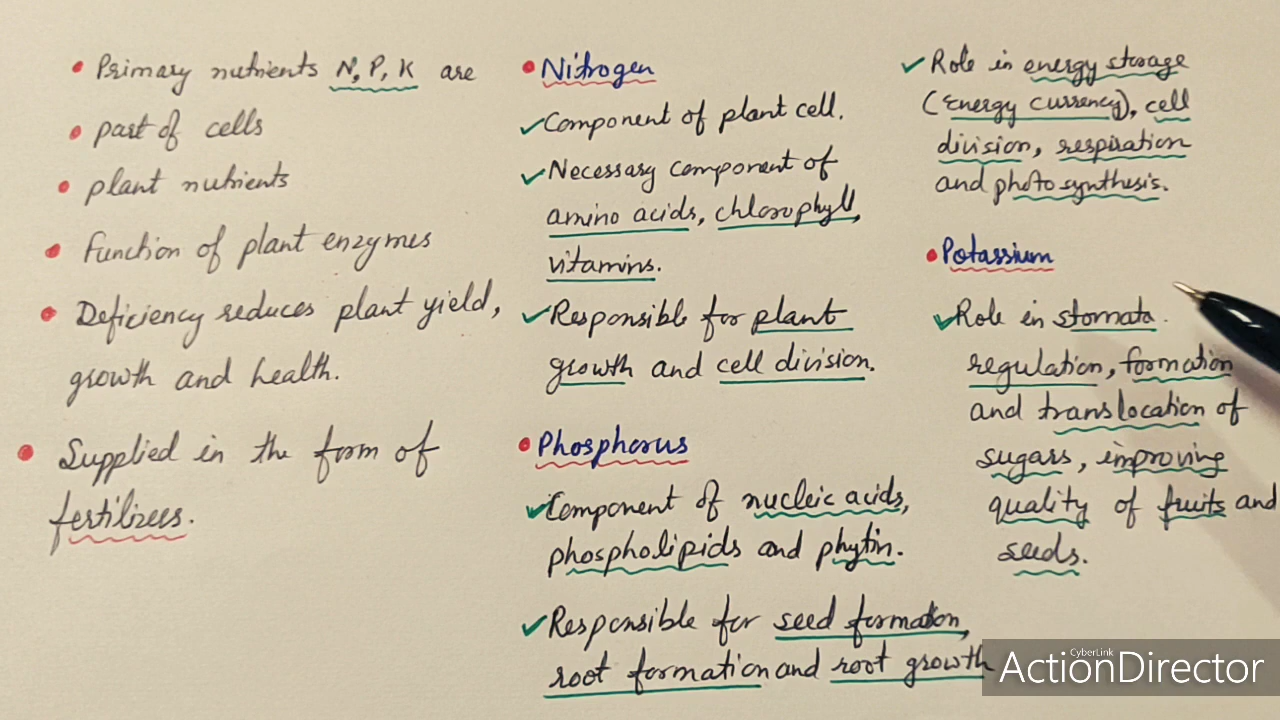 Primary nutrients N, P, K are
part of cells
plant nutrients
Function of plant enzymes
Deficiency reduces plant yield,
growth and health.
Supplied in the form of
fertilizers.
Nitrogen
Component of plant cell.
Necessary component of
amino acids, chlorophyll,
vitamins.
Responsible for plant
growth and cell division.
Phosphorus
Component of nucleic acids,
phospholipids and phytin.
Responsible for seed formation,
root formation and root growth
Role in energy storage
(Energy currency), cell
division, respiration
and photosynthesis.
Potassium
Role in stomata
regulation, formation
and translocation of
sugars, improving
quality of fruits and
seeds.
CyberLink
ActionDirector